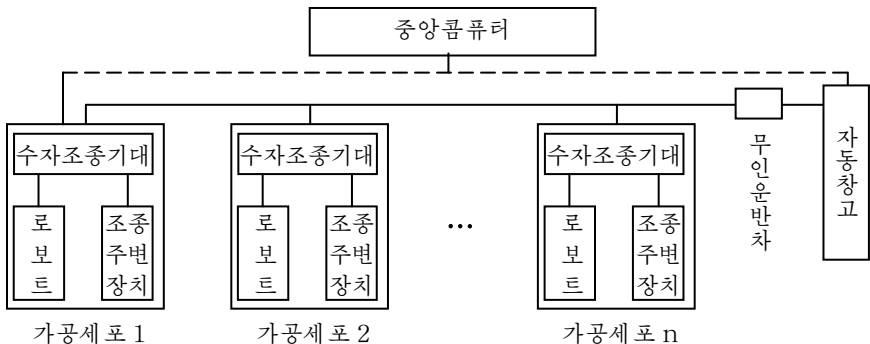 중앙콤퓨터
수자조종기대
로보트
조종주변장치
가공세포 1
수자조종기대
로보트
조종주변장치
가공세포 2
...
수자조종기대
로보트
조종주변장치
가공세포 n
무인운반차
자동창고